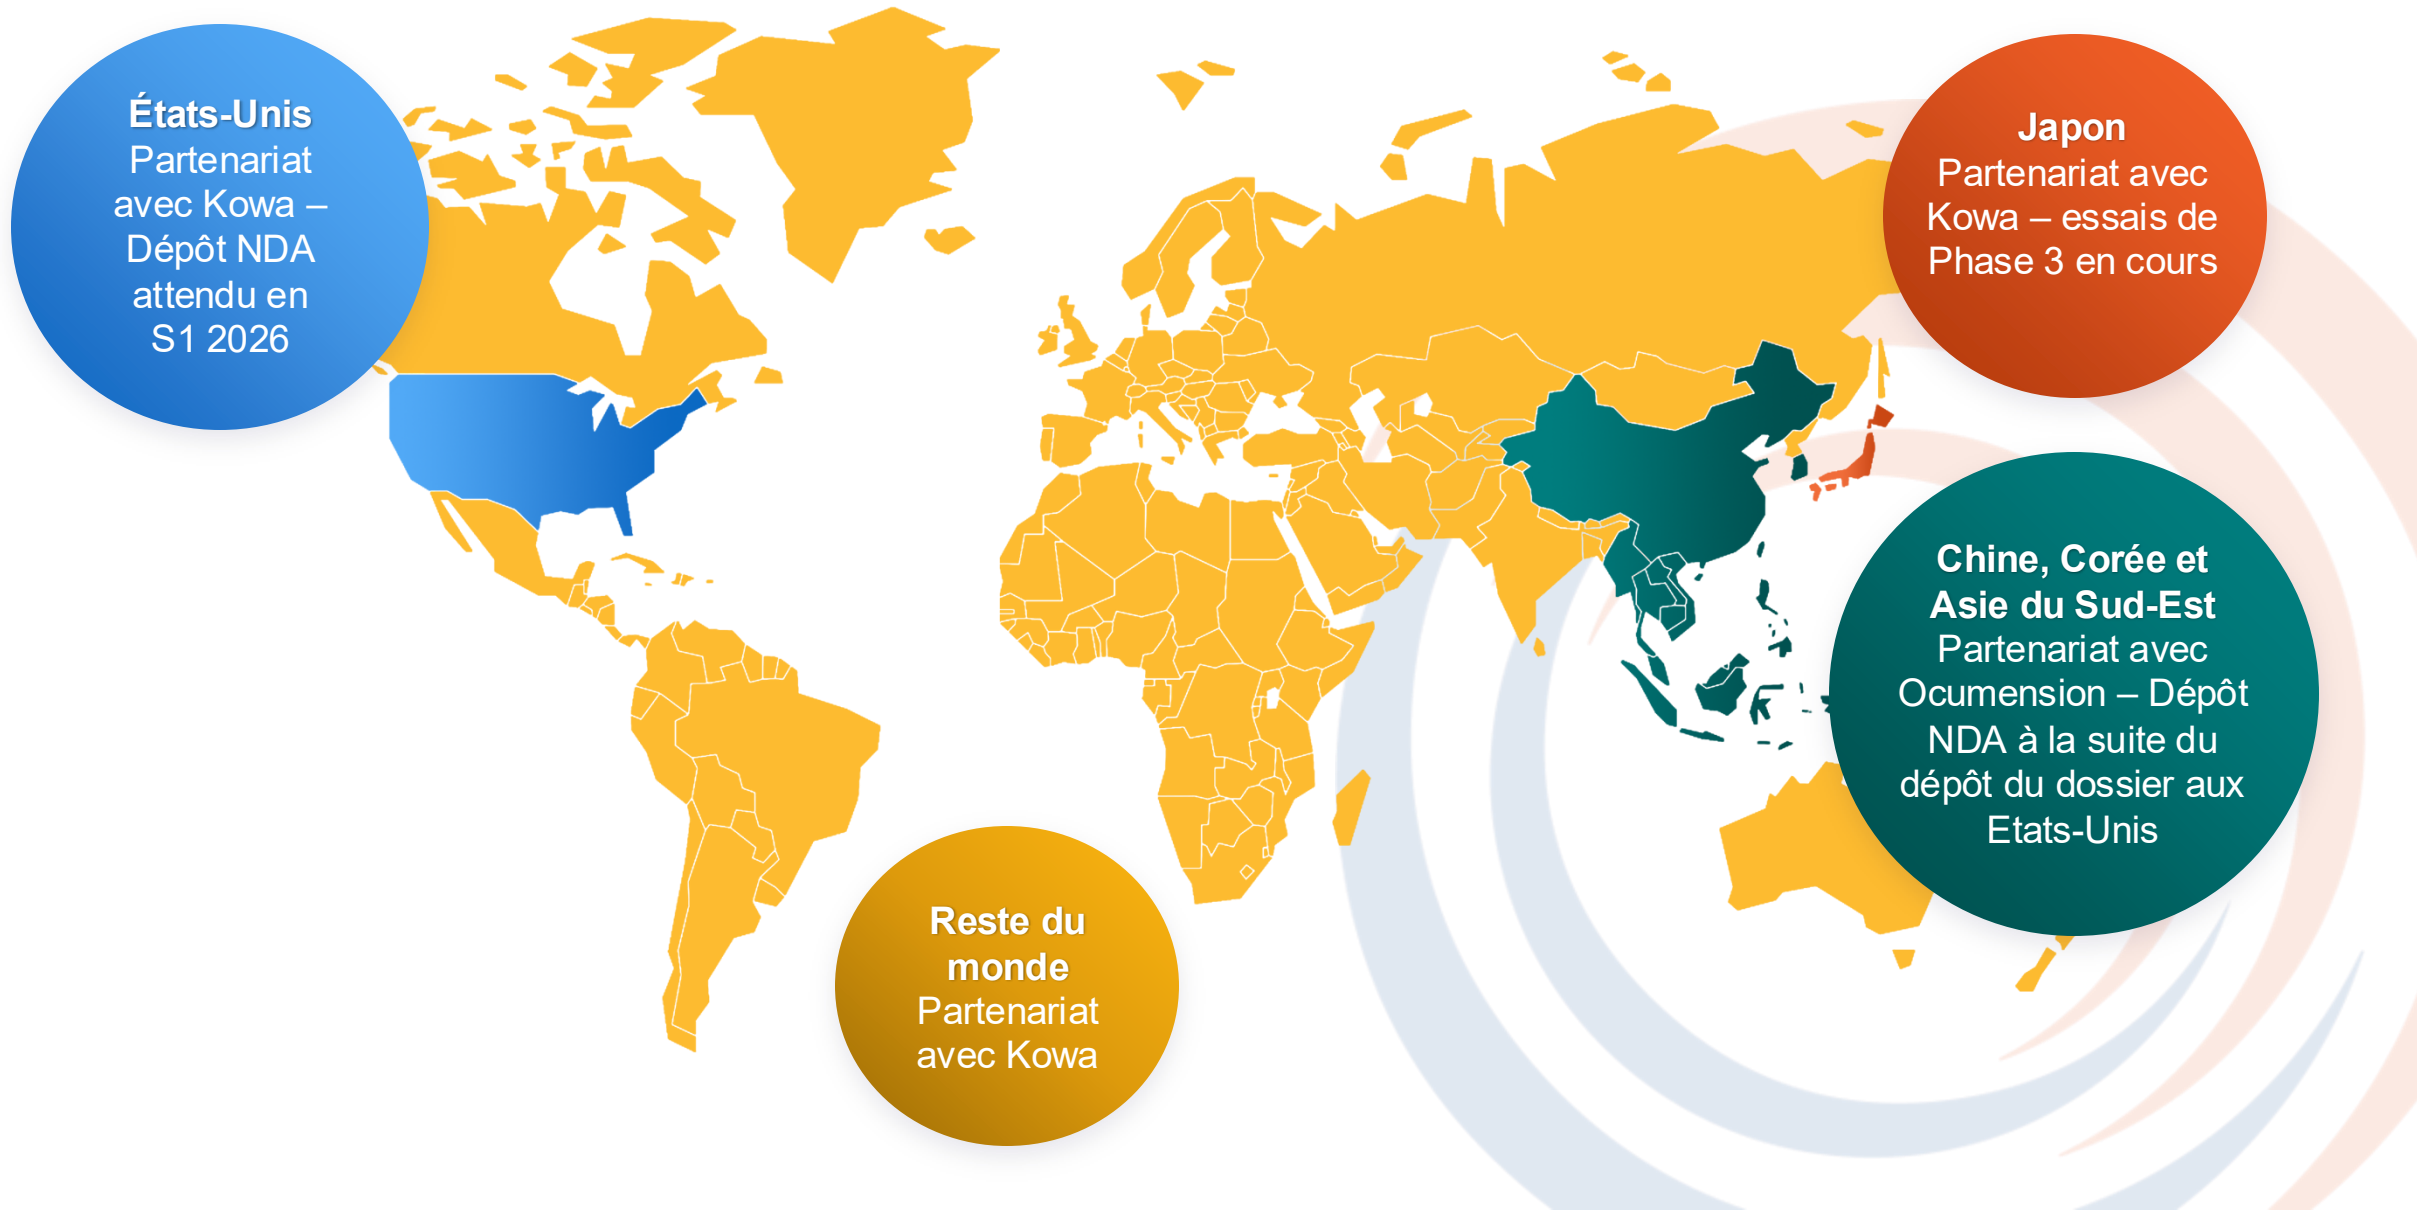 États-Unis
Partenariat
avec Kowa –
Dépôt NDA
attendu en
S1 2026
Japon
Partenariat avec
Kowa – essais de
Phase 3 en cours
Chine, Corée et
Asie du Sud-Est
Partenariat avec
Ocumension – Dépôt
NDA à la suite du
dépôt du dossier aux
Etats-Unis
Reste du
monde
Partenariat
avec Kowa